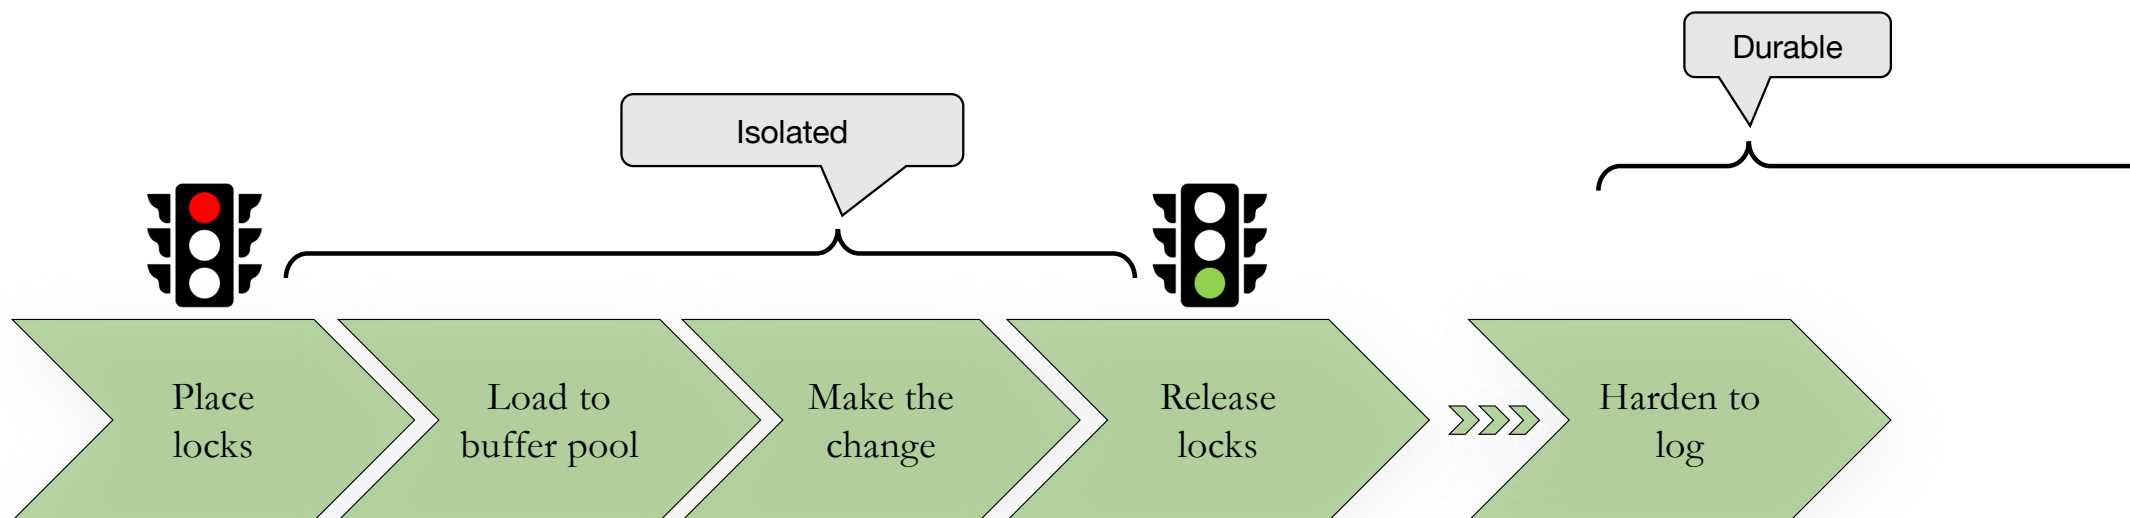 Durable
Isolated
Place
locks
Load to
buffer pool
Make the
change
Release
locks
Harden to
log